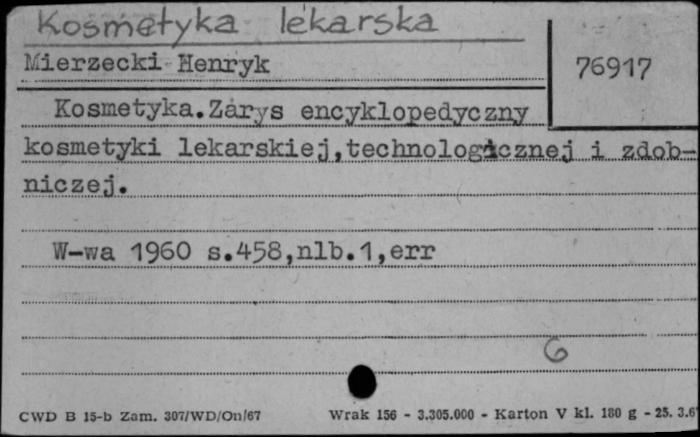 Kosmetyka lekarska
Mierzecki Henryk
76917
Kosmetyka.Zarys encyklopedyczny
kosmetyki lekarskiej,technologicznej i zdob-
niczej.
W-wa 1960 s.458,nlb.1,err
6
CWD B 15-b Zam. 307/WD/On/67 Wrak 156 - 3.305.000 - Karton V kl. 180 g - 25. 3.6